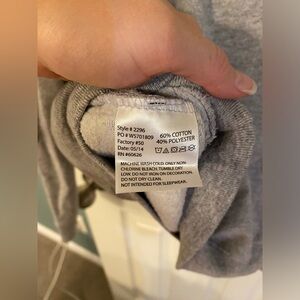 Style # 2296
PO # WS701809
Factory #50
Date: 05/14
RN #60626
60% COTTON
40% POLYESTER
MACHINE WASH COLD ONLY NON-
CHLORINE BLEACH. TUMBLE DRY
LOW. DO NOT IRON ON DECORATION.
DO NOT DRY CLEAN.
NOT INTENDED FOR SLEEPWEAR.